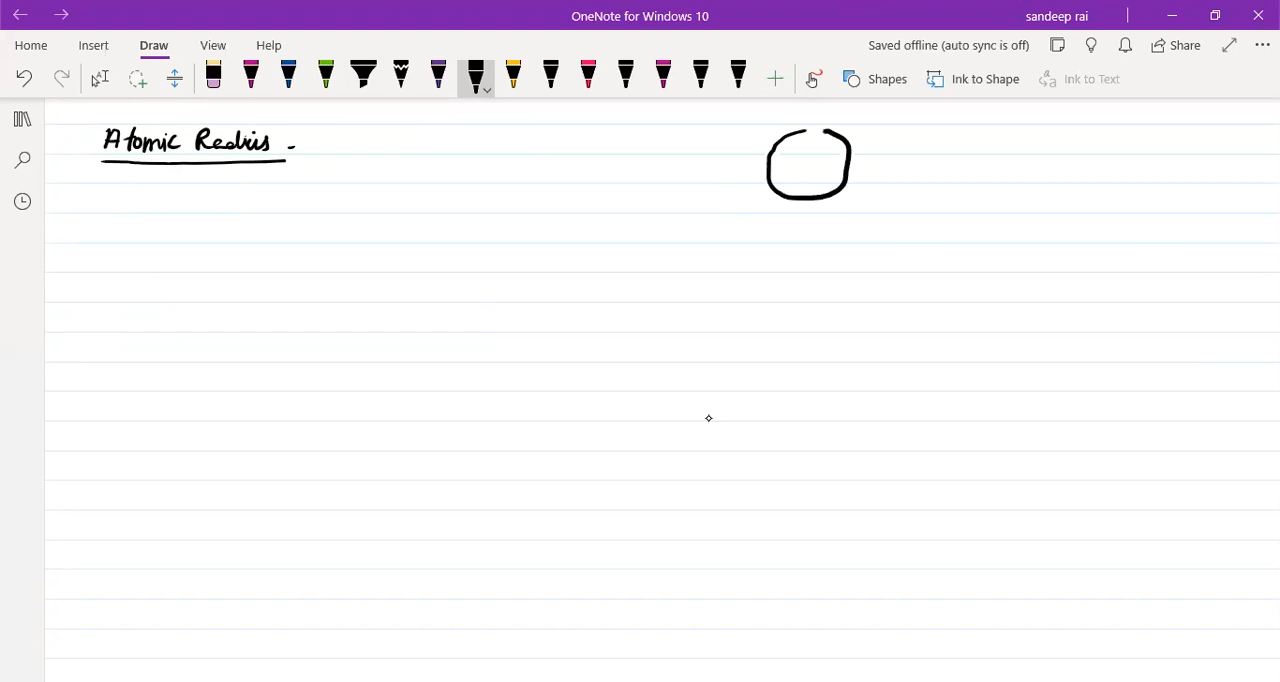 OneNote for Windows 10
sandeep rai
Home Insert Draw View Help
Saved offline (auto sync is off) Share
Shapes Ink to Shape Ink to Text
Atomic Radius -